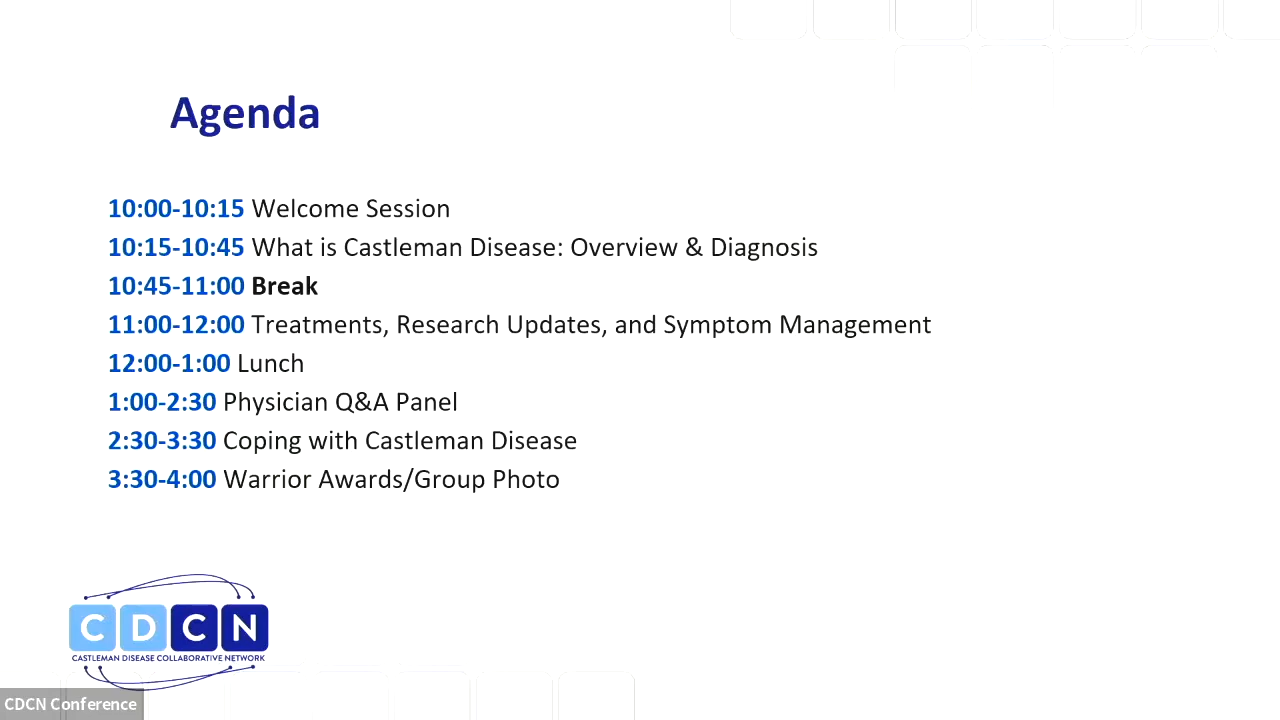 Agenda
10:00-10:15 Welcome Session
10:15-10:45 What is Castleman Disease: Overview & Diagnosis
10:45-11:00 Break
11:00-12:00 Treatments, Research Updates, and Symptom Management
12:00-1:00 Lunch
1:00-2:30 Physician Q&A Panel
2:30-3:30 Coping with Castleman Disease
3:30-4:00 Warrior Awards/Group Photo
CDCN
CASTLEMAN DISEASE COLLABORATIVE NETWORK
CDCN Conference